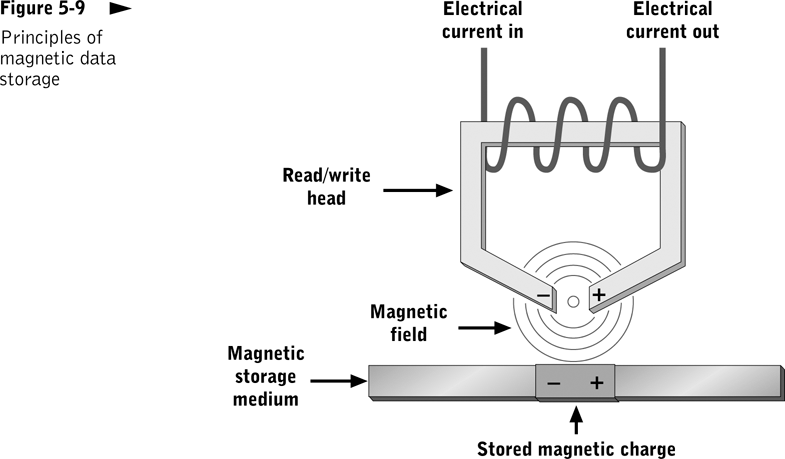 Figure 5-9 ►
Principles of
magnetic data
storage
Electrical
current in
Electrical
current out
Read/write
head
− +
Magnetic
field
Magnetic
storage
medium
− +
Stored magnetic charge